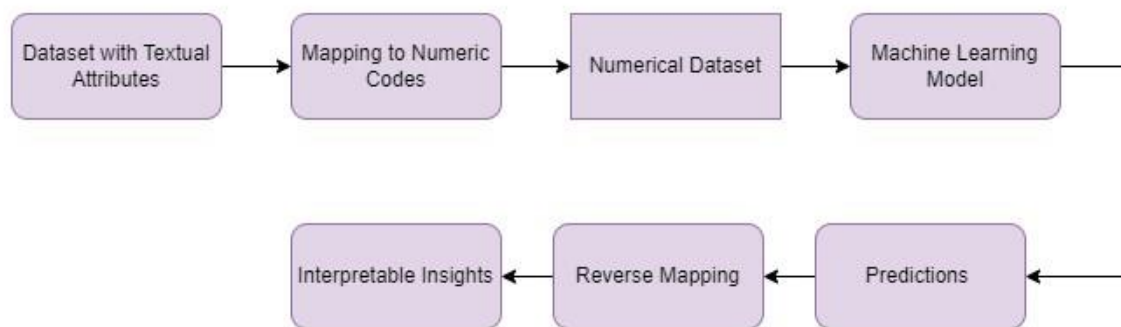 Dataset with Textual
Attributes
Mapping to Numeric
Codes
Numerical Dataset
Machine Learning
Model
Predictions
Reverse Mapping
Interpretable Insights